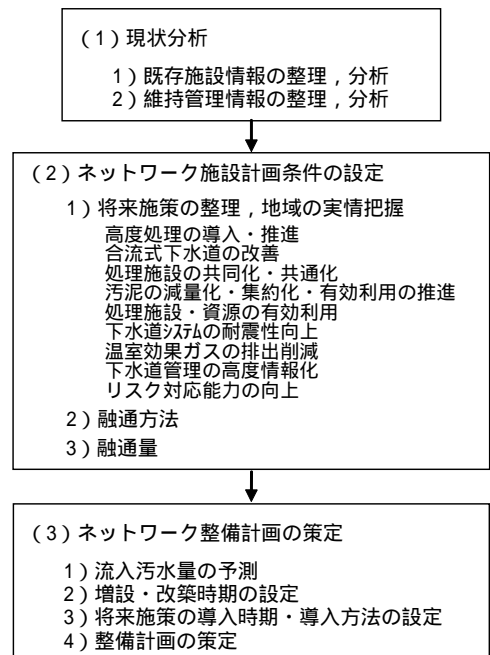 (1)現状分析
1)既存施設情報の整理,分析
2)維持管理情報の整理,分析
(2)ネットワーク施設計画条件の設定
1)将来施策の整理,地域の実情把握
高度処理の導入・推進
合流式下水道の改善
処理施設の共同化・共通化
汚泥の減量化・集約化・有効利用の推進
処理施設・資源の有効利用
下水道システムの耐震性向上
温室効果ガスの排出削減
下水道管理の高度情報化
リスク対応能力の向上
2)融通方法
3)融通量
(3)ネットワーク整備計画の策定
1)流入汚水量の予測
2)増設・改築時期の設定
3)将来施策の導入時期・導入方法の設定
4)整備計画の策定